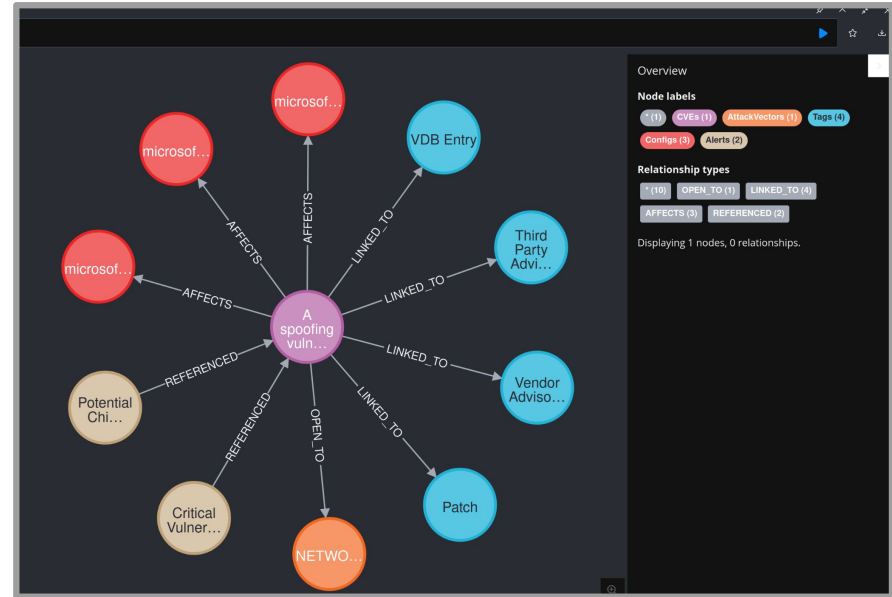 microsof...
microsof...
VDB Entry
microsof...
Third
Party
Advi...
A
spoofing
vuln...
Vendor
Adviso...
Potential
Chi...
Critical
Vulner...
Patch
NETWO...
AFFECTS
AFFECTS
AFFECTS
LINKED_TO
LINKED_TO
LINKED_TO
LINKED_TO
REFERENCED
REFERENCED
OPEN_TO
Overview
Node labels
* (1) CVEs (1) AttackVectors (1) Tags (4)
Configs (3) Alerts (2)
Relationship types
* (10) OPEN_TO (1) LINKED_TO (4)
AFFECTS (3) REFERENCED (2)
Displaying 1 nodes, 0 relationships.